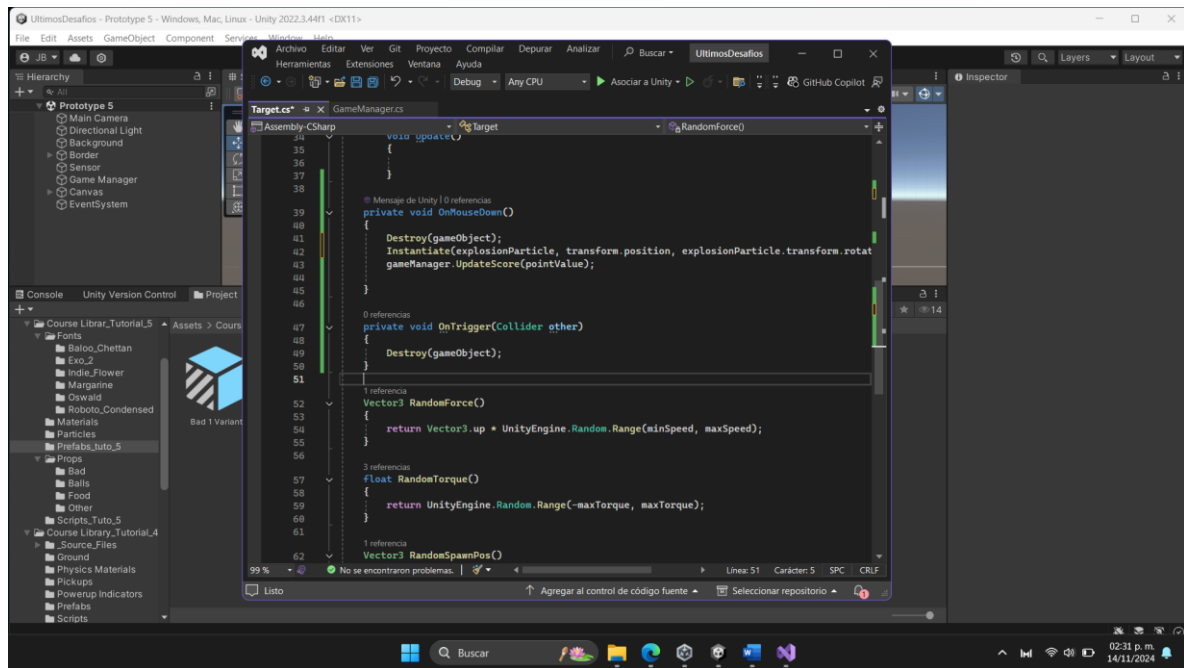 UltimosDesafios - Prototype 5 - Windows, Mac, Linux - Unity 2022.3.44f1 <DX11>
File Edit Assets GameObject Component Services Window Help
JB
Layers
Layout
Hierarchy
All
Prototype 5
Main Camera
Directional Light
Background
Border
Sensor
Game Manager
Canvas
EventSystem
Inspector
Archivo Editar Ver Git Proyecto Compilar Depurar Analizar
Herramientas Extensiones Ventana Ayuda
Buscar
UltimosDesafios
Debug Any CPU Asociar a Unity GitHub Copilot
Target.cs* GameManager.cs
Assembly-CSharp Target RandomForce()
34 void Update()
35 {
36
37 }
38
Mensaje de Unity | 0 referencias
39 private void OnMouseDown()
40 {
41 Destroy(gameObject);
42 Instantiate(explosionParticle, transform.position, explosionParticle.transform.rotat
43 gameManager.UpdateScore(pointValue);
44
45 }
46
0 referencias
47 private void OnTrigger(Collider other)
48 {
49 Destroy(gameObject);
50 }
51
1 referencia
52 Vector3 RandomForce()
53 {
54 return Vector3.up * UnityEngine.Random.Range(minSpeed, maxSpeed);
55 }
56
3 referencias
57 float RandomTorque()
58 {
59 return UnityEngine.Random.Range(-maxTorque, maxTorque);
60 }
61
1 referencia
62 Vector3 RandomSpawnPos()
99 % No se encontraron problemas. Línea: 51 Carácter: 5 SPC CRLF
Listo Agregar al control de código fuente Seleccionar repositorio 1
Console Unity Version Control Project
14
Course Librar_Tutorial_5
Fonts
Baloo_Chettan
Exo_2
Indie_Flower
Margarine
Oswald
Roboto_Condensed
Materials
Particles
Prefabs_tuto_5
Props
Bad
Balls
Food
Other
Scripts_Tuto_5
Course Library_Tutorial_4
_Source_Files
Ground
Physics Materials
Pickups
Powerup Indicators
Prefabs
Scripts
Assets > Cours
Bad 1 Variant
Buscar
02:31 p. m.
14/11/2024